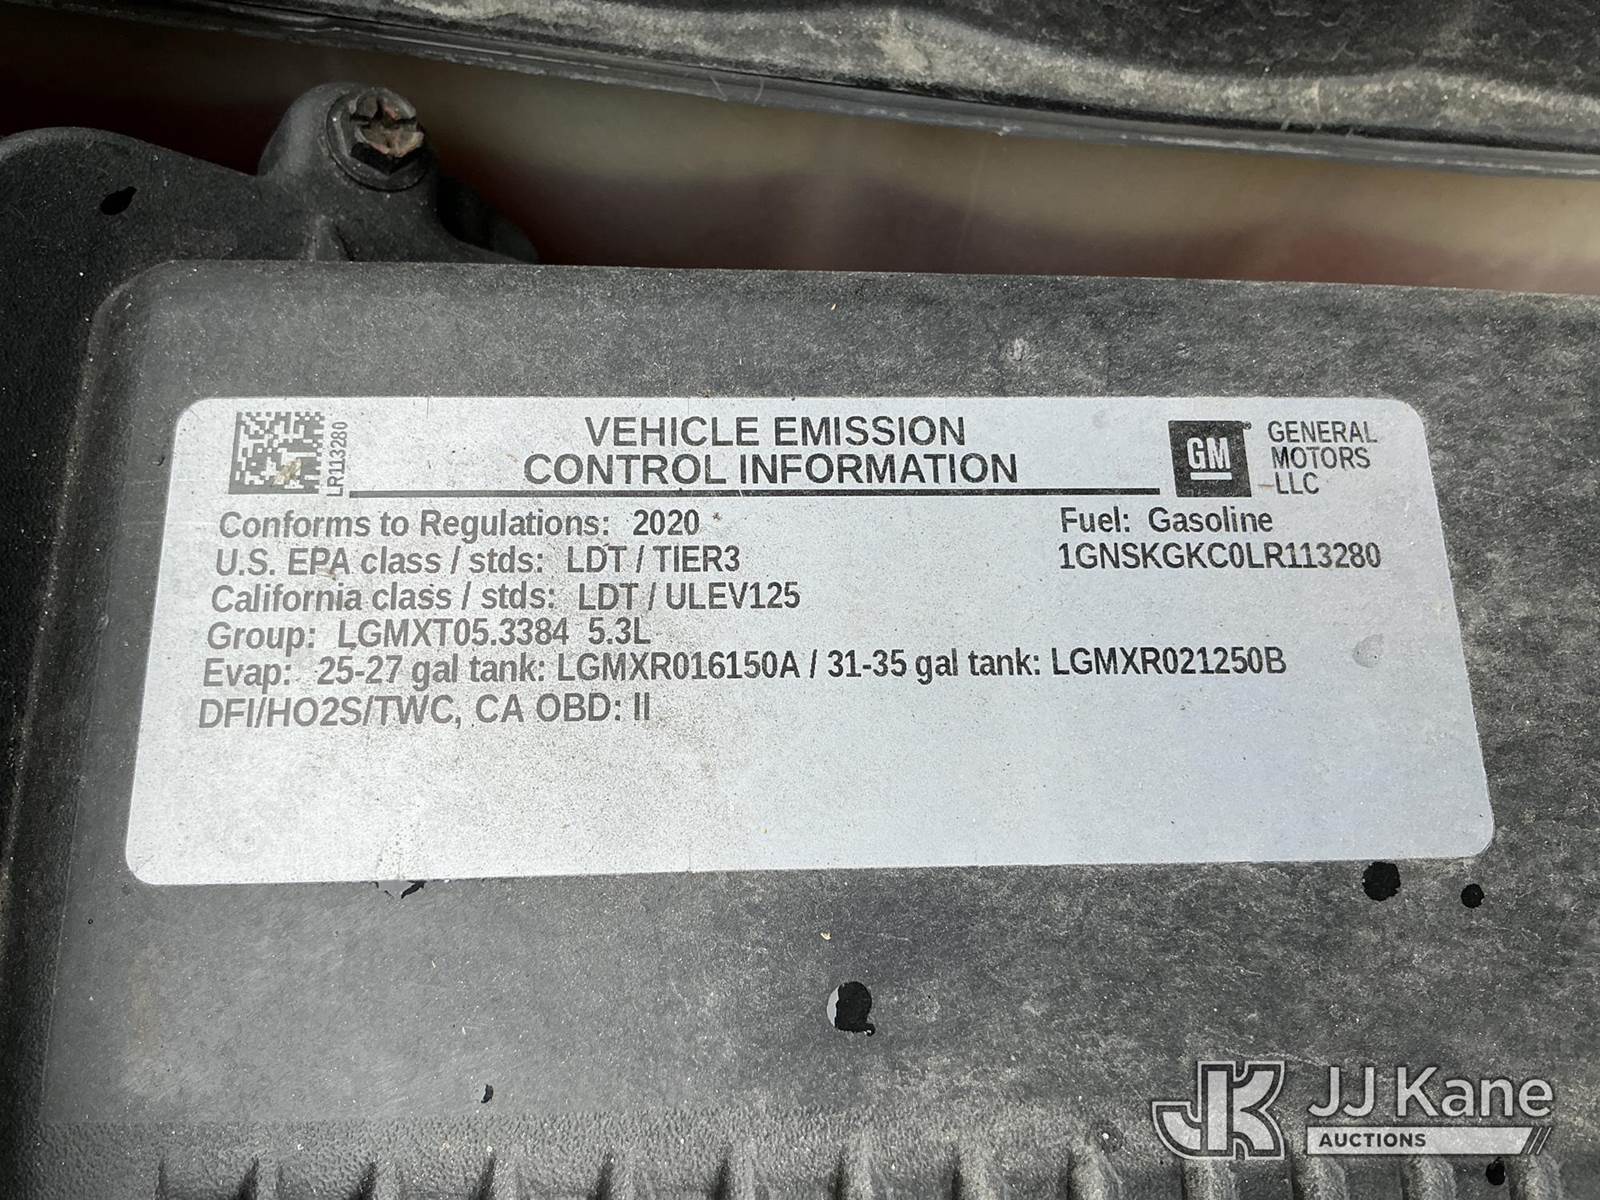 LR113280
VEHICLE EMISSION
CONTROL INFORMATION
GM
GENERAL
MOTORS
LLC
Conforms to Regulations: 2020
Fuel: Gasoline
U.S. EPA class / stds: LDT / TIER3
1GNSKGKC0LR113280
California class / stds: LDT / ULEV125
Group: LGMXT05.3384 5.3L
Evap: 25-27 gal tank: LGMXR016150A / 31-35 gal tank: LGMXR021250B
DFI/HO2S/TWC, CA OBD: II
JK JJ Kane
AUCTIONS